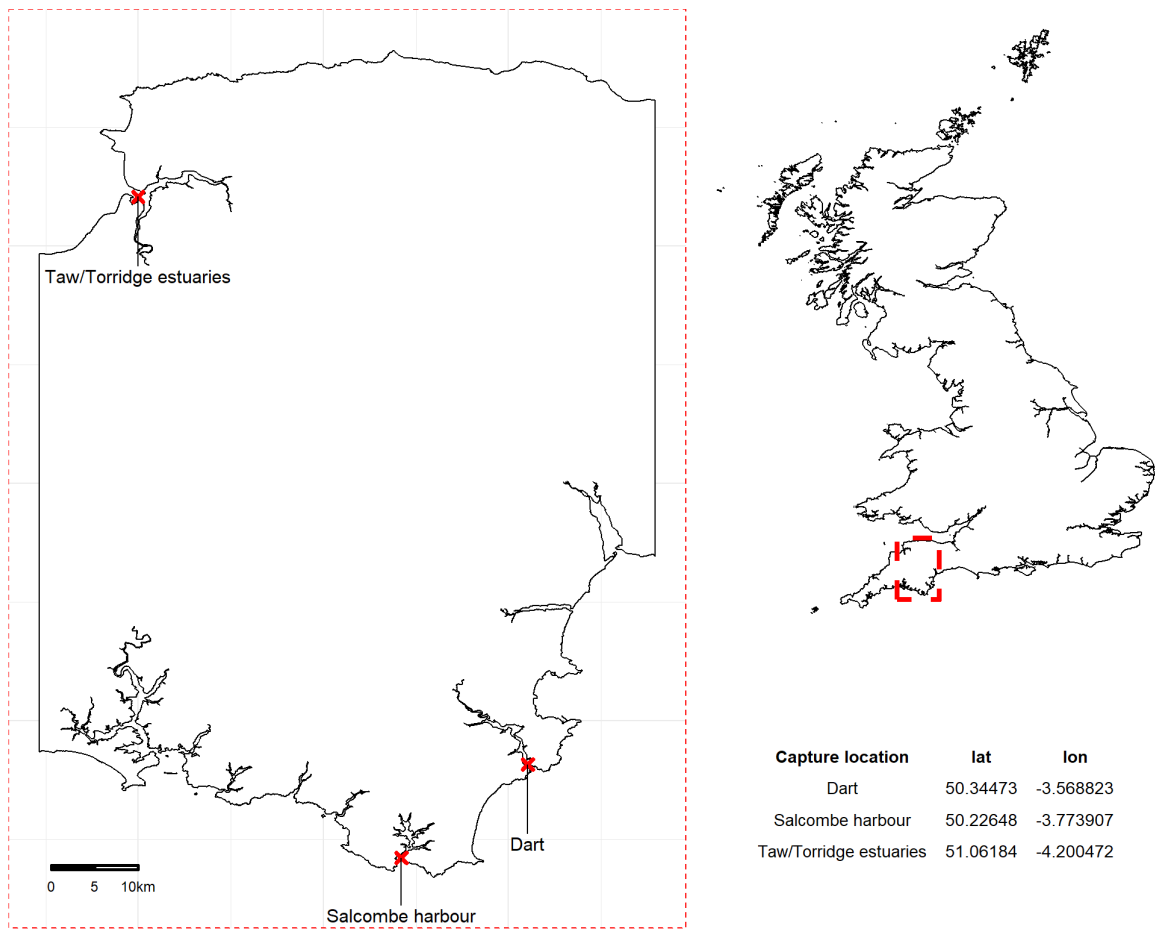 Taw/Torridge estuaries
Dart
Salcombe harbour
0 5 10km
Capture location lat lon
Dart 50.34473 -3.568823
Salcombe harbour 50.22648 -3.773907
Taw/Torridge estuaries 51.06184 -4.200472